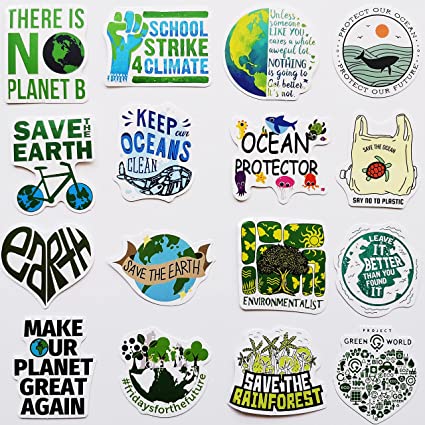 THERE IS
NO
PLANET B
SCHOOL
STRIKE
4 CLIMATE
Unless
someone
LIKE YOU
cares a whole
aweful lot,
NOTHING
is going to
Get better.
it's not.
PROTECT OUR OCEAN
PROTECT OUR FUTURE
SAVE THE
EARTH
KEEP our
OCEANS
CLEAN
OCEAN
PROTECTOR
SAVE THE OCEAN
SAY NO TO PLASTIC
EARTH
SAVE THE EARTH
ENVIRONMENTALIST
LEAVE
IT
BETTER
THAN YOU
FOUND
IT
MAKE
OUR
PLANET
GREAT
AGAIN
#fridaysforthefuture
SAVE THE
RAINFOREST
PROJECT
GREEN WORLD